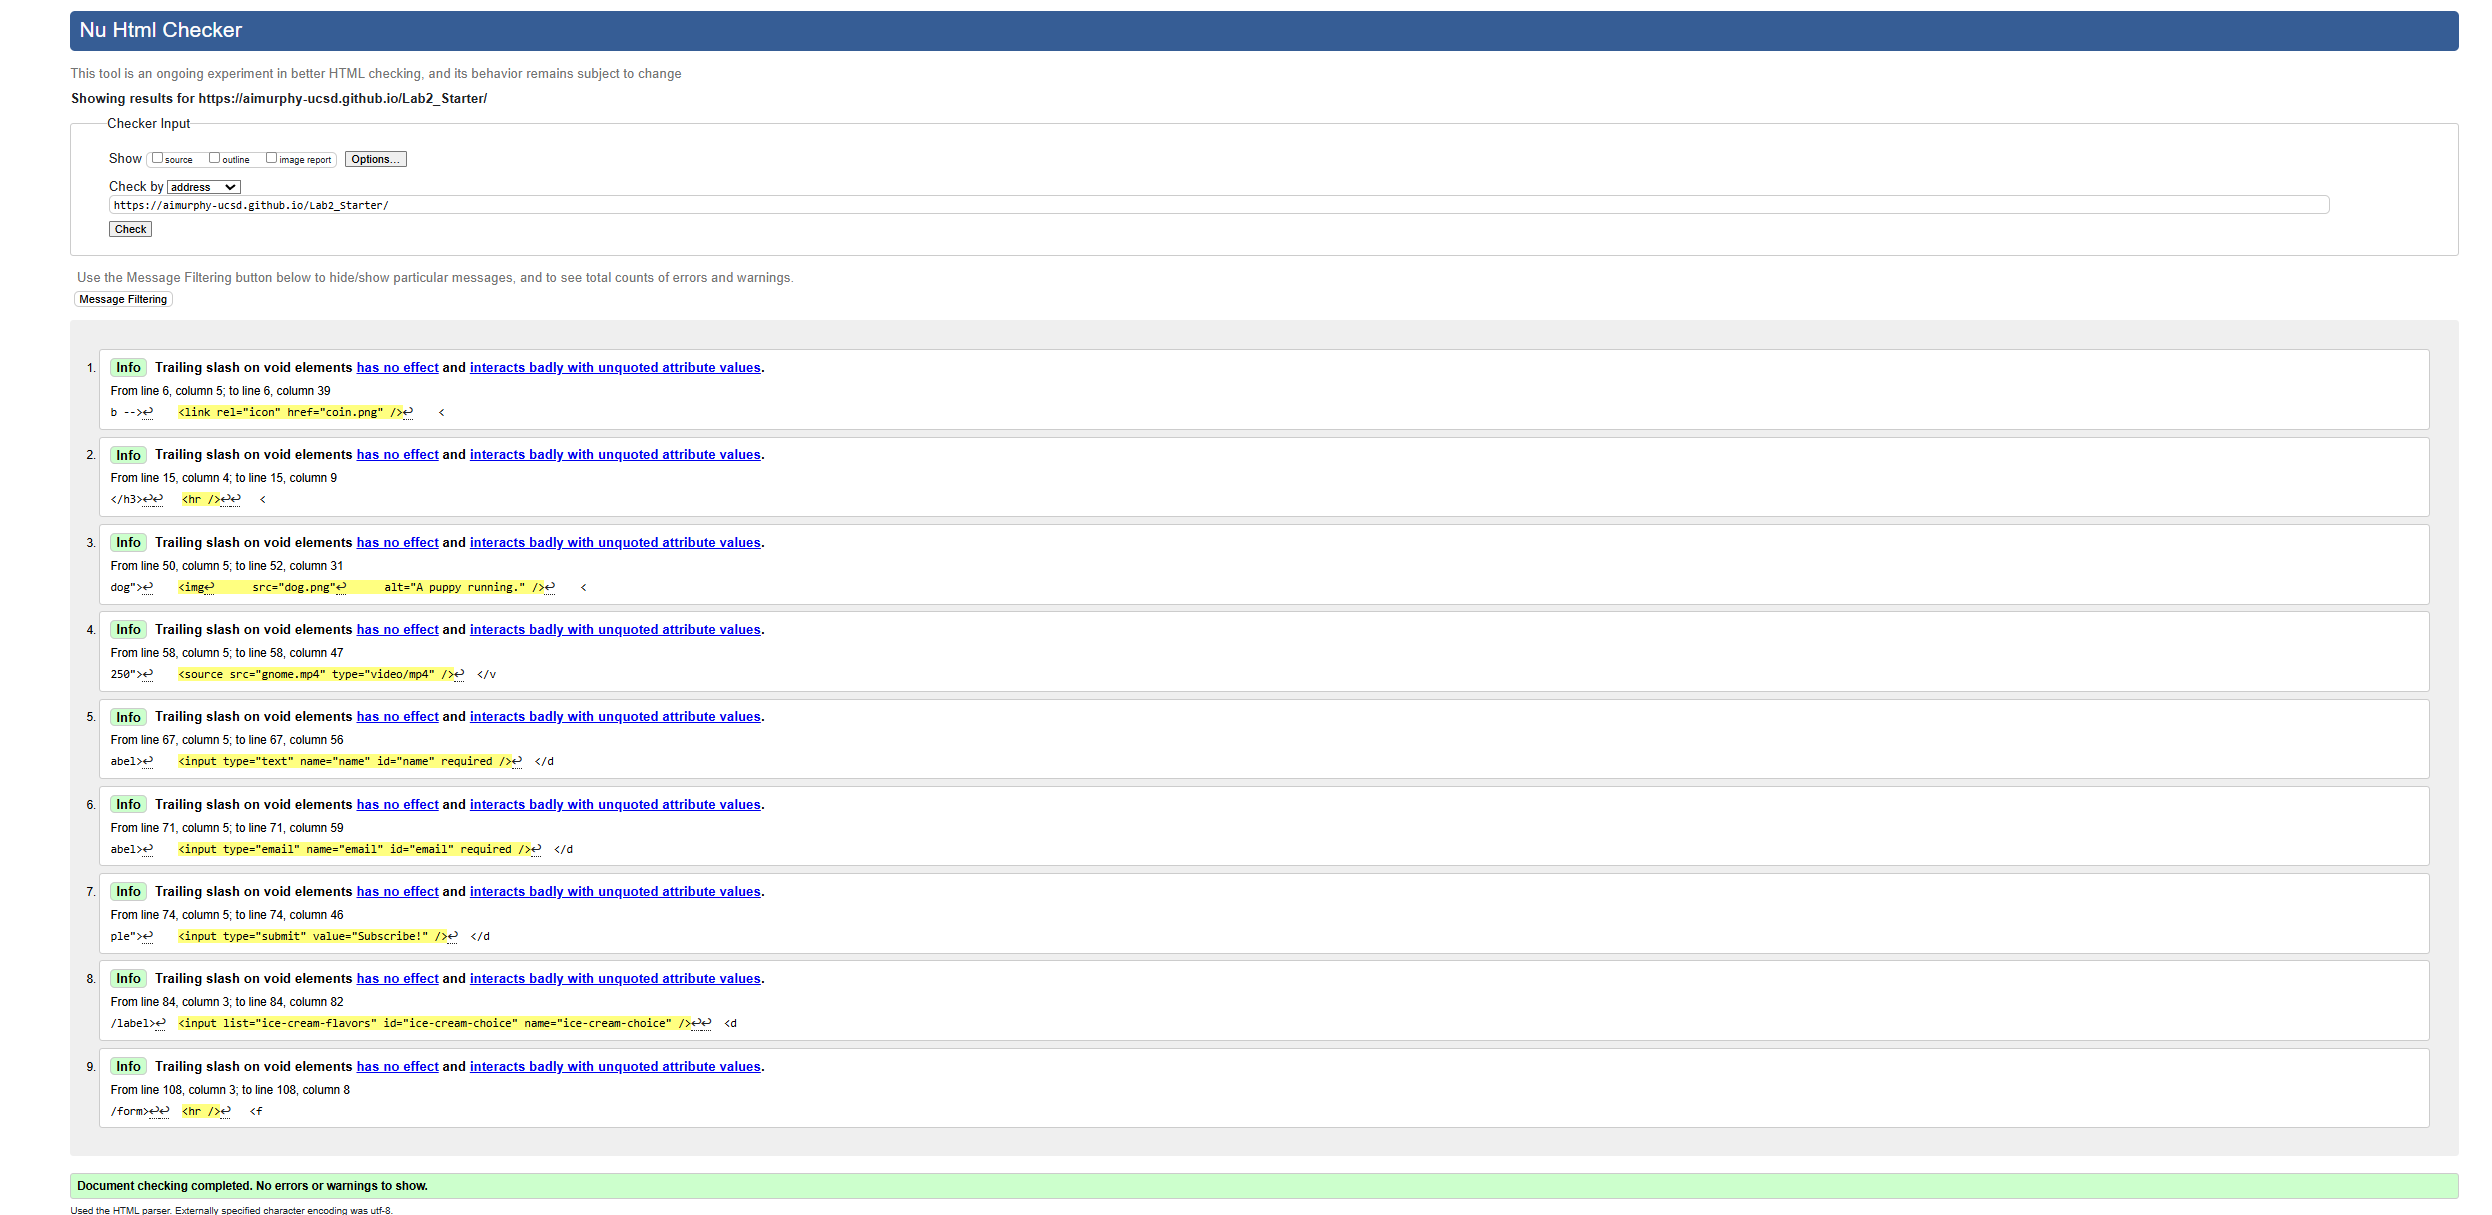 Nu Html Checker
This tool is an ongoing experiment in better HTML checking, and its behavior remains subject to change
Showing results for https://aimurphy-ucsd.github.io/Lab2_Starter/
Checker Input
Show source outline image report Options...
Check by address
https://aimurphy-ucsd.github.io/Lab2_Starter/
Check
Use the Message Filtering button below to hide/show particular messages, and to see total counts of errors and warnings.
Message Filtering
1. Info Trailing slash on void elements has no effect and interacts badly with unquoted attribute values.
From line 6, column 5; to line 6, column 39
b -->↩ <link rel="icon" href="coin.png" />↩ <
2. Info Trailing slash on void elements has no effect and interacts badly with unquoted attribute values.
From line 15, column 4; to line 15, column 9
</h3>↩↩ <hr />↩↩ <
3. Info Trailing slash on void elements has no effect and interacts badly with unquoted attribute values.
From line 50, column 5; to line 52, column 31
dog">↩ <img↩ src="dog.png"↩ alt="A puppy running." />↩ <
4. Info Trailing slash on void elements has no effect and interacts badly with unquoted attribute values.
From line 58, column 5; to line 58, column 47
250">↩ <source src="gnome.mp4" type="video/mp4" />↩ </v
5. Info Trailing slash on void elements has no effect and interacts badly with unquoted attribute values.
From line 67, column 5; to line 67, column 56
abel>↩ <input type="text" name="name" id="name" required />↩ </d
6. Info Trailing slash on void elements has no effect and interacts badly with unquoted attribute values.
From line 71, column 5; to line 71, column 59
abel>↩ <input type="email" name="email" id="email" required />↩ </d
7. Info Trailing slash on void elements has no effect and interacts badly with unquoted attribute values.
From line 74, column 5; to line 74, column 46
ple">↩ <input type="submit" value="Subscribe!" />↩ </d
8. Info Trailing slash on void elements has no effect and interacts badly with unquoted attribute values.
From line 84, column 3; to line 84, column 82
/label>↩ <input list="ice-cream-flavors" id="ice-cream-choice" name="ice-cream-choice" />↩↩ <d
9. Info Trailing slash on void elements has no effect and interacts badly with unquoted attribute values.
From line 108, column 3; to line 108, column 8
/form>↩↩ <hr />↩ <f
Document checking completed. No errors or warnings to show.
Used the HTML parser. Externally specified character encoding was utf-8.